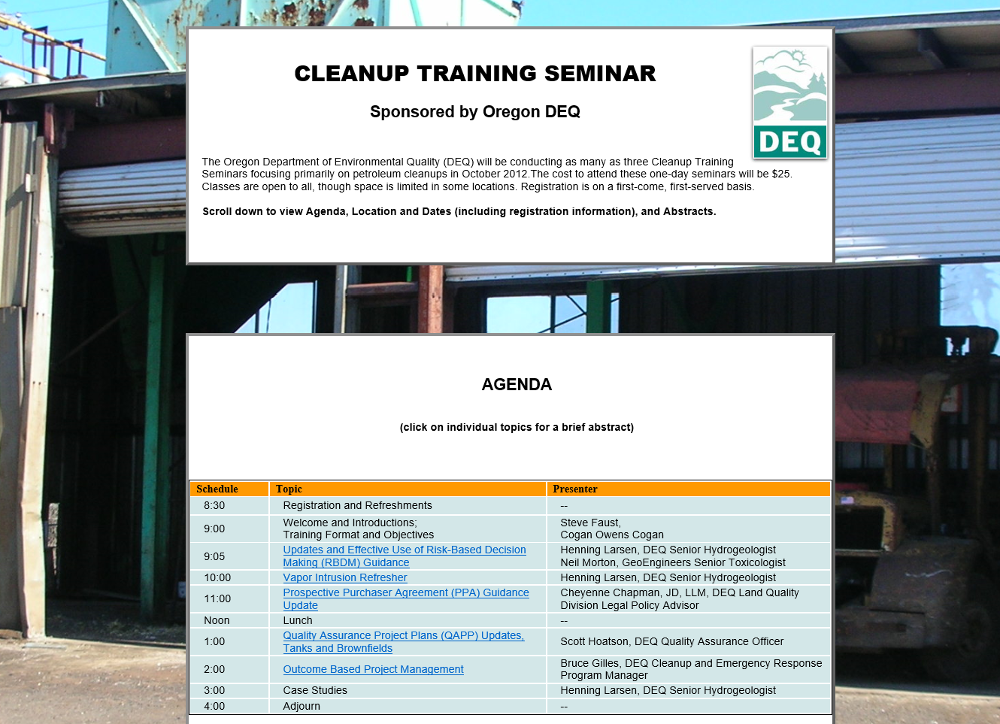 CLEANUP TRAINING SEMINAR
Sponsored by Oregon DEQ
DEQ
The Oregon Department of Environmental Quality (DEQ) will be conducting as many as three Cleanup Training
Seminars focusing primarily on petroleum cleanups in October 2012.The cost to attend these one-day seminars will be $25.
Classes are open to all, though space is limited in some locations. Registration is on a first-come, first-served basis.
Scroll down to view Agenda, Location and Dates (including registration information), and Abstracts.
AGENDA
(click on individual topics for a brief abstract)
Schedule Topic Presenter
8:30 Registration and Refreshments --
9:00 Welcome and Introductions;
Training Format and Objectives
Steve Faust,
Cogan Owens Cogan
9:05 Updates and Effective Use of Risk-Based Decision
Making (RBDM) Guidance
Henning Larsen, DEQ Senior Hydrogeologist
Neil Morton, GeoEngineers Senior Toxicologist
10:00 Vapor Intrusion Refresher Henning Larsen, DEQ Senior Hydrogeologist
11:00 Prospective Purchaser Agreement (PPA) Guidance
Update
Cheyenne Chapman, JD, LLM, DEQ Land Quality
Division Legal Policy Advisor
Noon Lunch --
1:00 Quality Assurance Project Plans (QAPP) Updates,
Tanks and Brownfields
Scott Hoatson, DEQ Quality Assurance Officer
2:00 Outcome Based Project Management
Bruce Gilles, DEQ Cleanup and Emergency Response
Program Manager
3:00 Case Studies Henning Larsen, DEQ Senior Hydrogeologist
4:00 Adjourn --